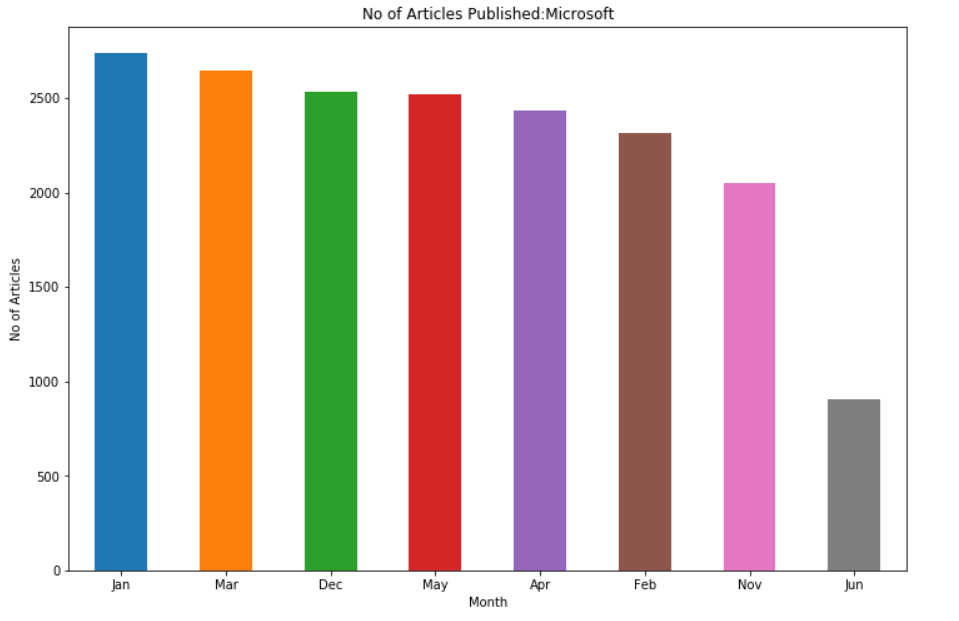 No of Articles Published:Microsoft
No of Articles
2500
2000
1500
1000
500
0
Jan Mar Dec May Apr Feb Nov Jun
Month